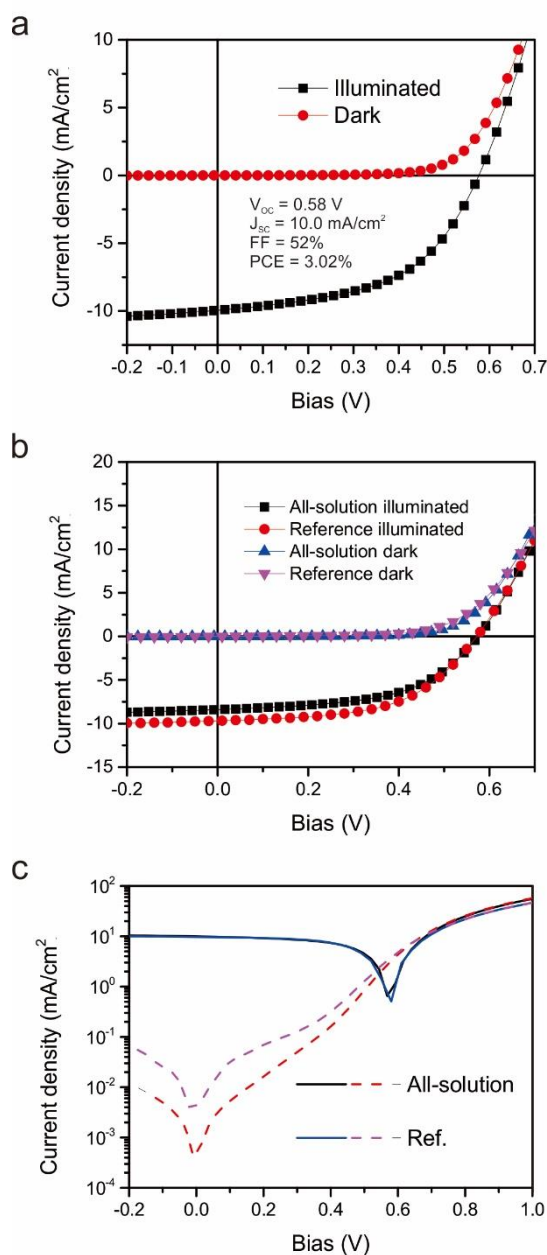 a
10
5
0
-5
-10
Current density (mA/cm²)
Illuminated
Dark
V_OC = 0.58 V
J_SC = 10.0 mA/cm²
FF = 52%
PCE = 3.02%
-0.2 -0.1 0.0 0.1 0.2 0.3 0.4 0.5 0.6 0.7
Bias (V)
b
20
15
10
5
0
-5
-10
-15
Current density (mA/cm²)
All-solution illuminated
Reference illuminated
All-solution dark
Reference dark
-0.2 0.0 0.2 0.4 0.6
Bias (V)
c
10²
10¹
10⁰
10⁻¹
10⁻²
10⁻³
10⁻⁴
Current density (mA/cm²)
All-solution
Ref.
-0.2 0.0 0.2 0.4 0.6 0.8 1.0
Bias (V)